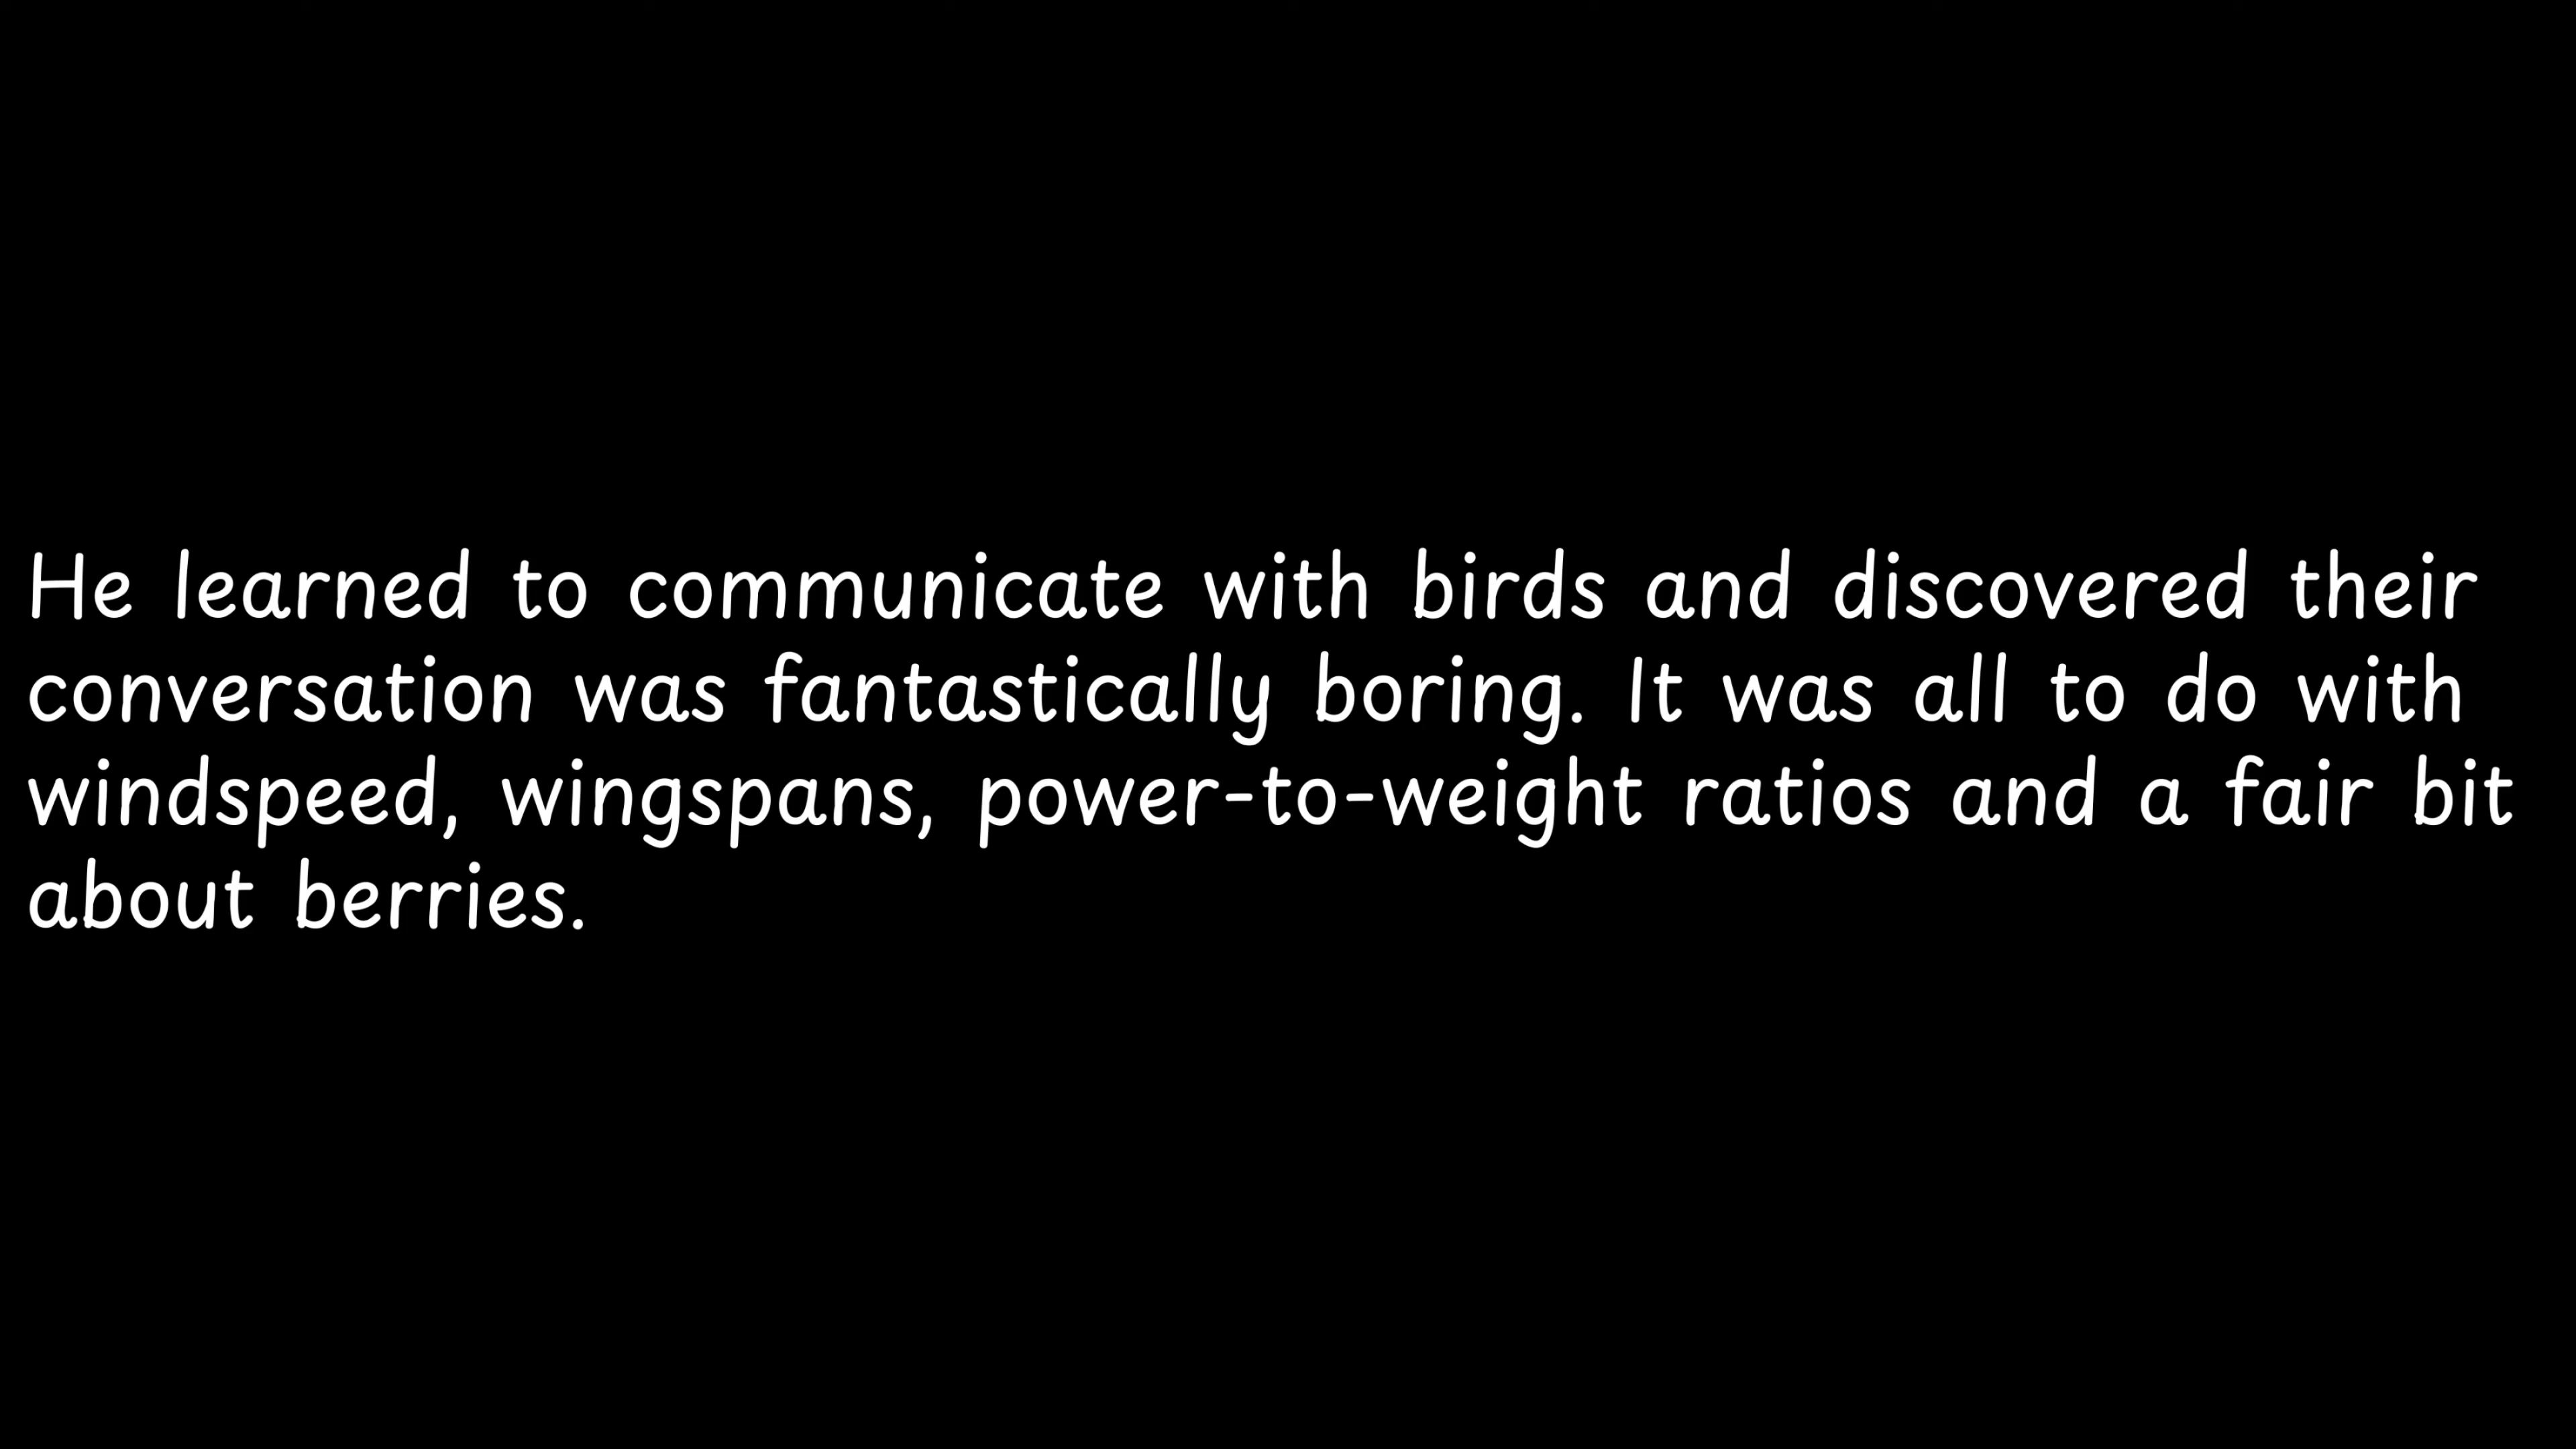 He learned to communicate with birds and discovered their
conversation was fantastically boring. It was all to do with
windspeed, wingspans, power-to-weight ratios and a fair bit
about berries.